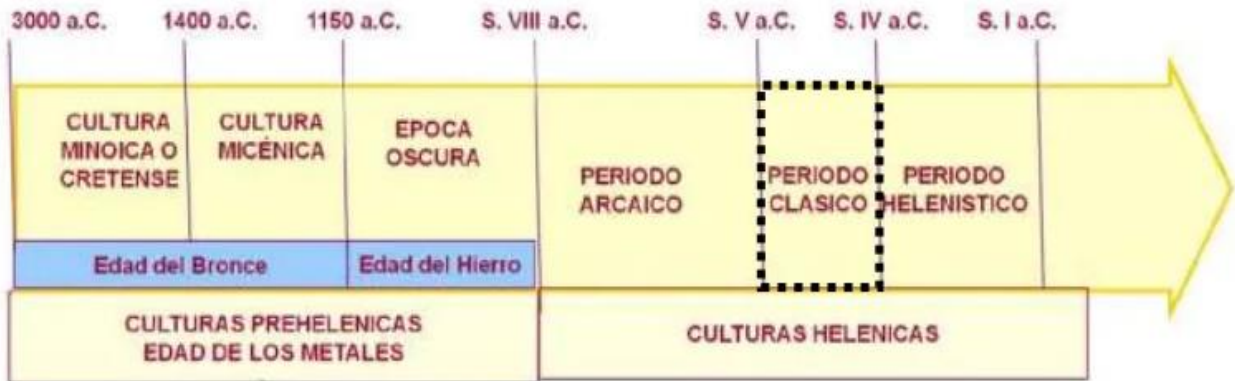 3000 a.C. 1400 a.C. 1150 a.C. S. VIII a.C. S. V a.C. S. IV a.C. S. I a.C.
CULTURA
MINOICA O
CRETENSE
CULTURA
MICÉNICA
EPOCA
OSCURA
PERIODO
ARCAICO
PERIODO
CLASICO
PERIODO
HELENISTICO
Edad del Bronce
Edad del Hierro
CULTURAS PREHELENICAS
EDAD DE LOS METALES
CULTURAS HELENICAS